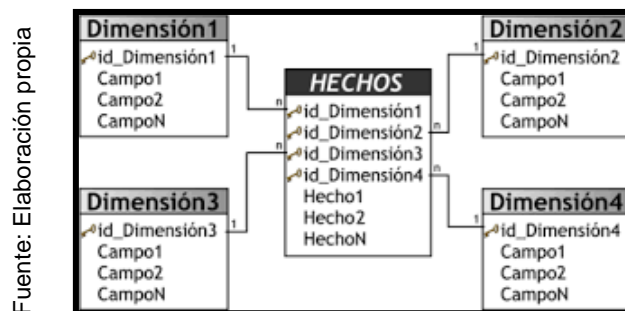 Fuente: Elaboración propia
Dimensión1
id_Dimensión1
Campo1
Campo2
CampoN
1
Dimensión2
id_Dimensión2
Campo1
Campo2
CampoN
1
HECHOS
id_Dimensión1
id_Dimensión2
id_Dimensión3
id_Dimensión4
Hecho1
Hecho2
HechoN
n
n
n
n
Dimensión3
id_Dimensión3
Campo1
Campo2
CampoN
1
Dimensión4
id_Dimensión4
Campo1
Campo2
CampoN
1